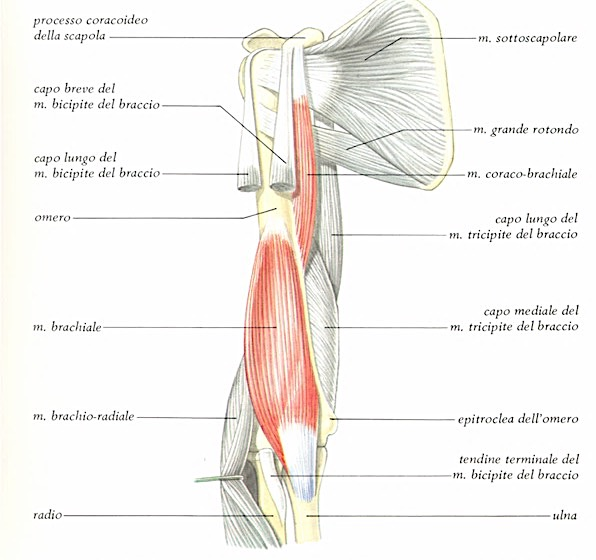 processo coracoideo
della scapola
capo breve del
m. bicipite del braccio
capo lungo del
m. bicipite del braccio
omero
m. brachiale
m. brachio-radiale
radio
m. sottoscapolare
m. grande rotondo
m. coraco-brachiale
capo lungo del
m. tricipite del braccio
capo mediale del
m. tricipite del braccio
epitroclea dell'omero
tendine terminale del
m. bicipite del braccio
ulna